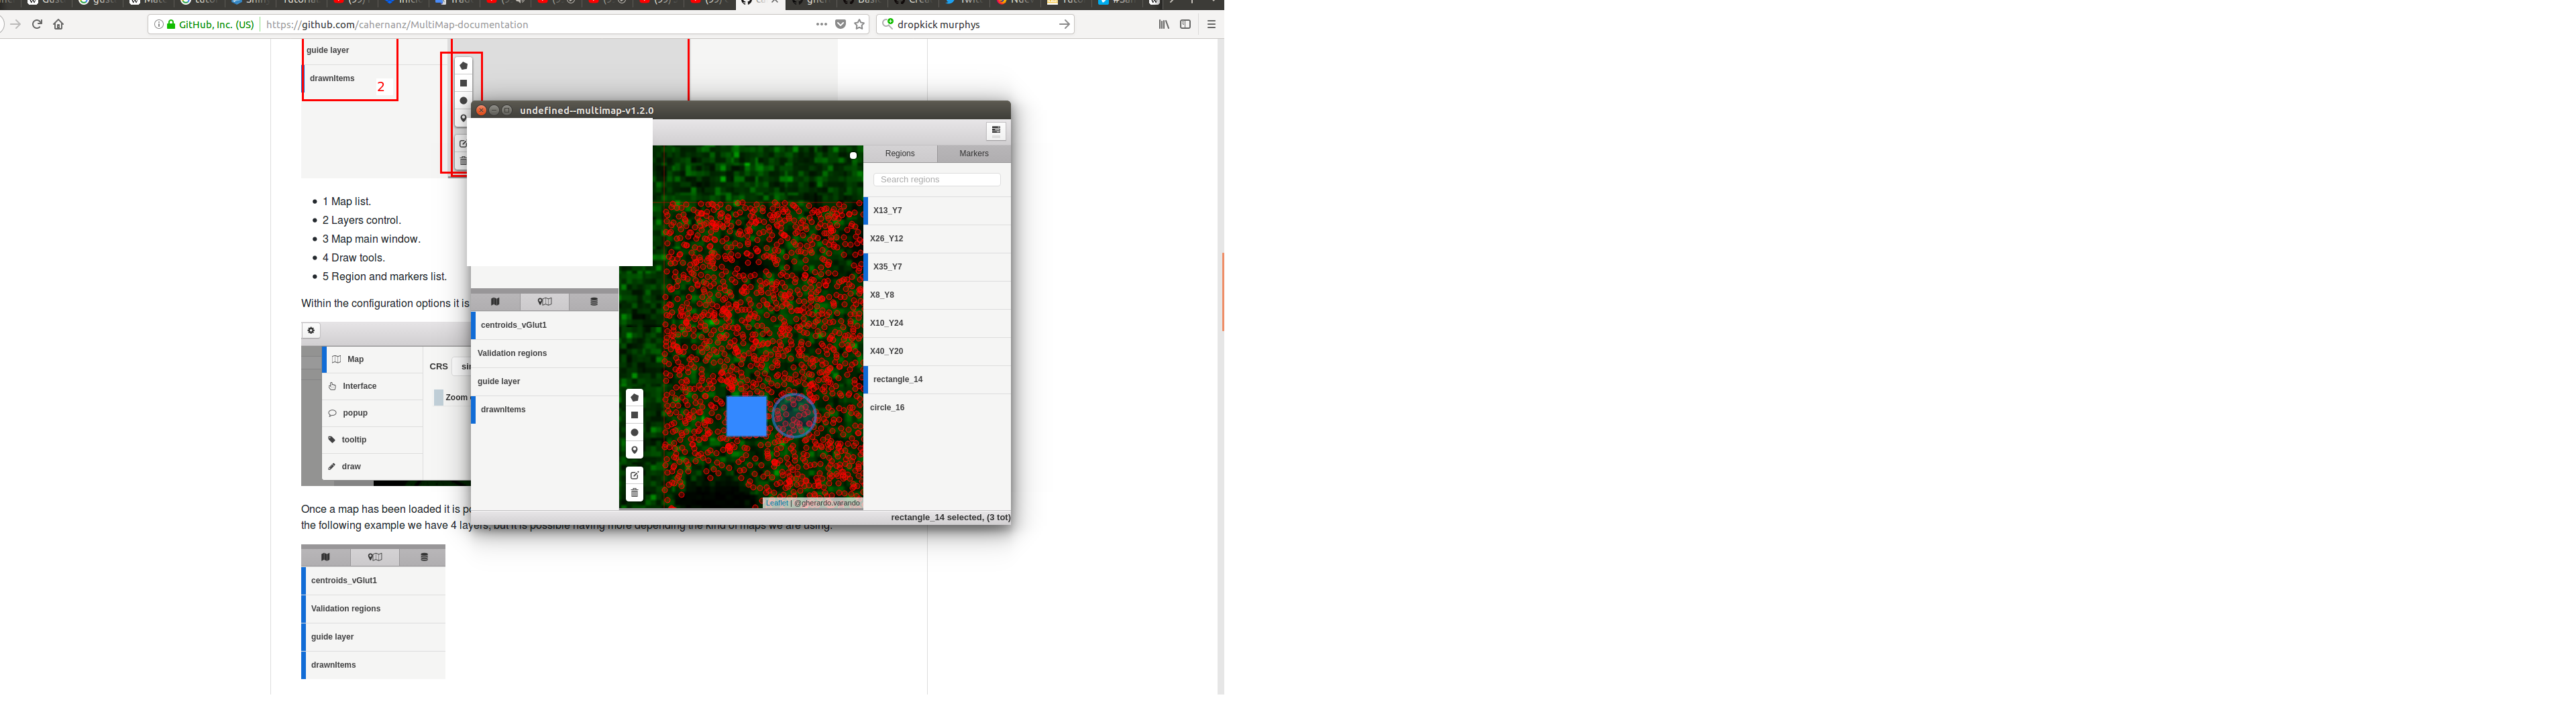 GitHub, Inc. (US)
https://github.com/cahernanz/MultiMap-documentation
dropkick murphys
guide layer
drawnItems
2
undefined--multimap-v1.2.0
Regions
Markers
Search regions
X13_Y7
X26_Y12
X35_Y7
X8_Y8
X10_Y24
X40_Y20
rectangle_14
circle_16
centroids_vGlut1
Validation regions
guide layer
drawnItems
Leaflet | @gherardo.varando
rectangle_14 selected, (3 tot)
1 Map list.
2 Layers control.
3 Map main window.
4 Draw tools.
5 Region and markers list.
Within the configuration options it is
Map
Interface
popup
tooltip
draw
CRS
Zoom
Once a map has been loaded it is
the following example we have 4 layers, but it is possible having more depending the kind of maps we are using.
centroids_vGlut1
Validation regions
guide layer
drawnItems